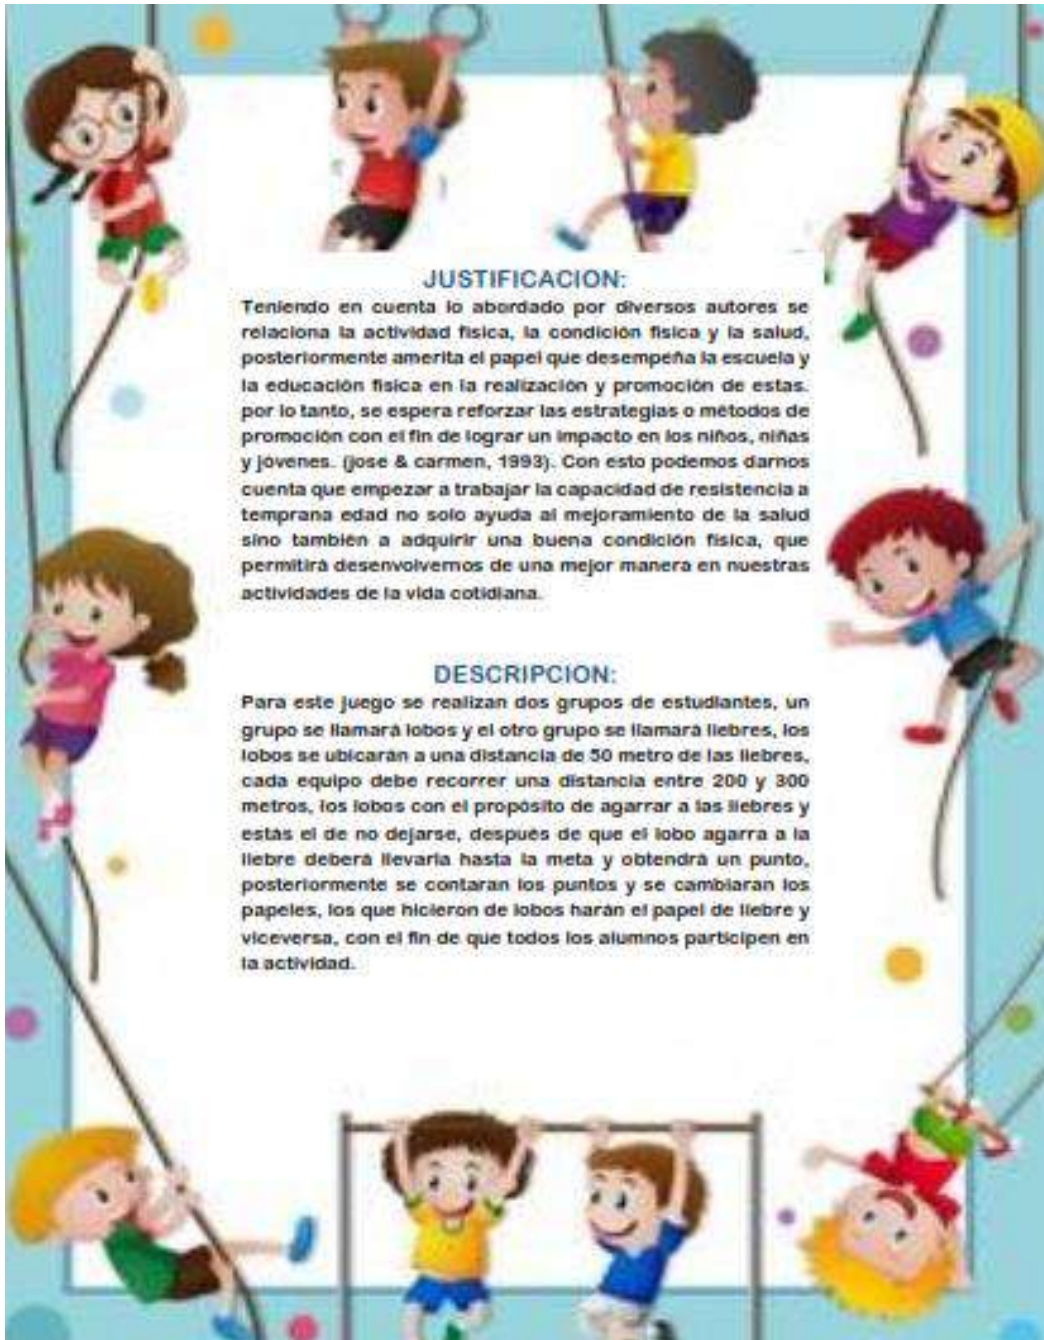 JUSTIFICACION:
Teniendo en cuenta lo abordado por diversos autores se
relaciona la actividad física, la condición física y la salud,
posteriormente amerita el papel que desempeña la escuela y
la educación física en la realización y promoción de estas.
por lo tanto, se espera reforzar las estrategias o métodos de
promoción con el fin de lograr un impacto en los niños, niñas
y jóvenes. (jose & carmen, 1993). Con esto podemos darnos
cuenta que empezar a trabajar la capacidad de resistencia a
temprana edad no solo ayuda al mejoramiento de la salud
sino también a adquirir una buena condición física, que
permitirá desenvolvernos de una mejor manera en nuestras
actividades de la vida cotidiana.
DESCRIPCION:
Para este juego se realizan dos grupos de estudiantes, un
grupo se llamará lobos y el otro grupo se llamará liebres, los
lobos se ubicarán a una distancia de 50 metro de las liebres,
cada equipo debe recorrer una distancia entre 200 y 300
metros, los lobos con el propósito de agarrar a las liebres y
estás el de no dejarse, después de que el lobo agarra a la
liebre deberá llevarla hasta la meta y obtendrá un punto,
posteriormente se contaran los puntos y se cambiaran los
papeles, los que hicieron de lobos harán el papel de liebre y
viceversa, con el fin de que todos los alumnos participen en
la actividad.